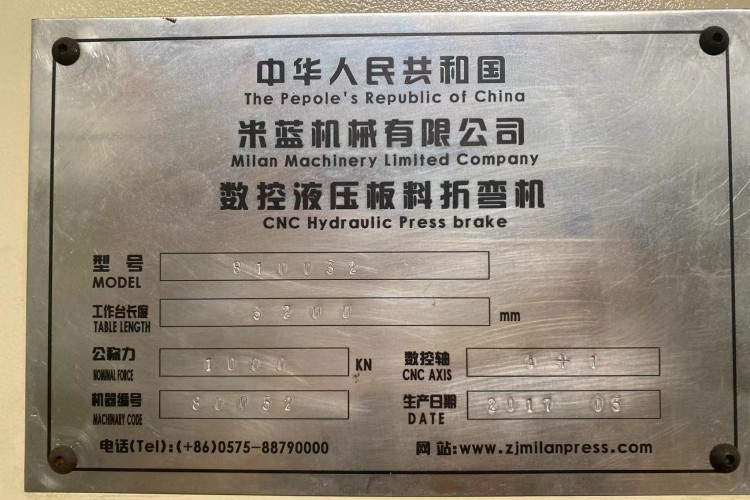 中华人民共和国
The Pepole's Republic of China
米蓝机械有限公司
Milan Machinery Limited Company
数控液压板料折弯机
CNC Hydraulic Press brake
型号
MODEL
工作台长度 3200 mm
TABLE LENGTH
公称力 1000 KN
NOMINAL FORCE
数控轴 4+1
CNC AXIS
机器编号
MACHINARY CODE
生产日期 2017 05
DATE
电话(Tel):(+86)0575-88790000
网站:www.zjmilanpress.com